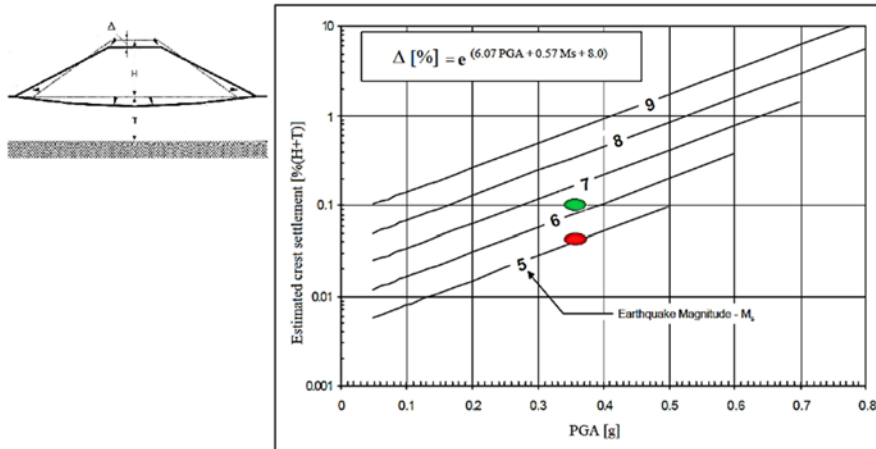 Δ
H
T
Δ [%] = e (6.07 PGA + 0.57 Ms + 8.0)
Estimated crest settlement [%(H+T)]
10
1
0.1
0.01
0.001
9
8
7
6
5
Earthquake Magnitude - Ms
0 0.1 0.2 0.3 0.4 0.5 0.6 0.7 0.8
PGA [g]